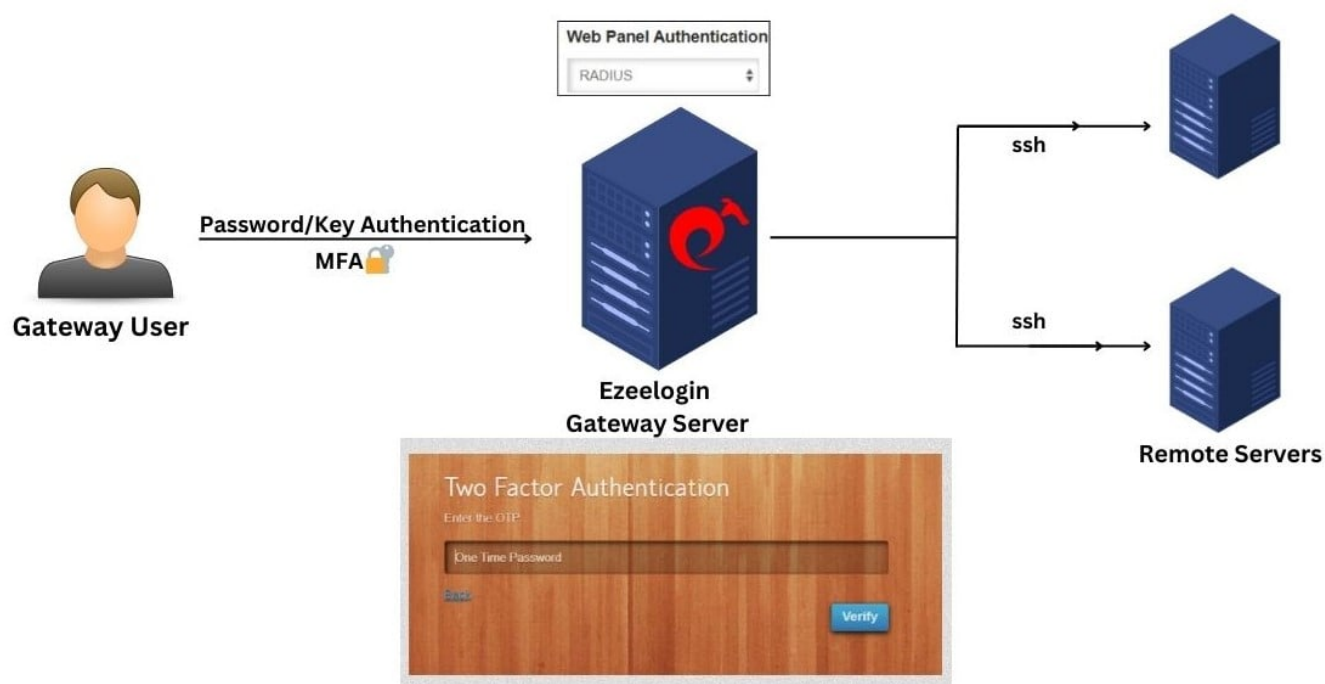 Web Panel Authentication
RADIUS
ssh
Password/Key Authentication
MFA
Gateway User
ssh
Ezeelogin
Gateway Server
Remote Servers
Two Factor Authentication
Enter the OTP
One Time Password
Back
Verify